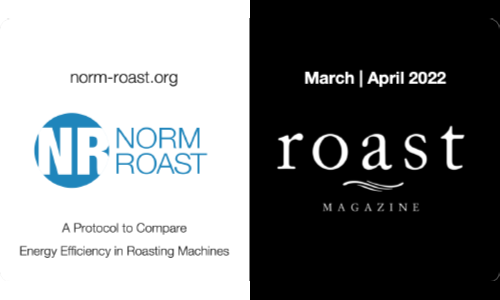 norm-roast.org
NR
NORM
ROAST
A Protocol to Compare
Energy Efficiency in Roasting Machines
March | April 2022
roast
MAGAZINE